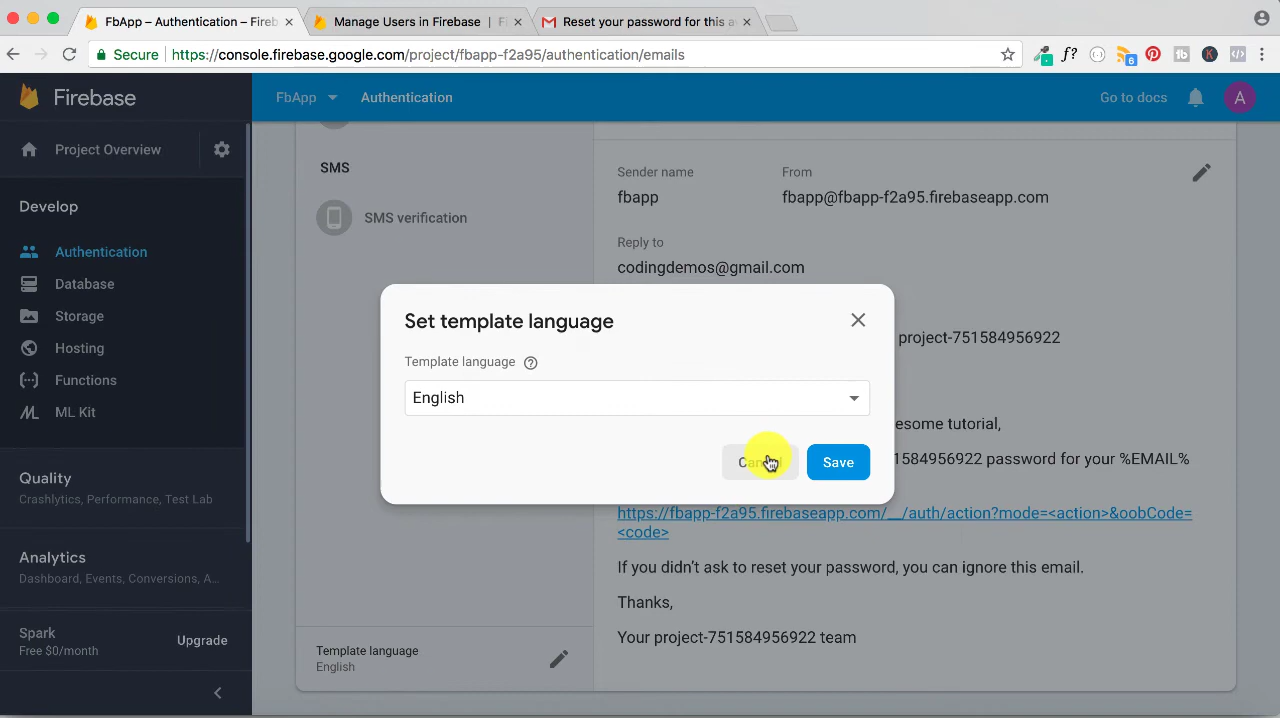 FbApp – Authentication – Fireb
Manage Users in Firebase | Fi
Reset your password for this a
Secure https://console.firebase.google.com/project/fbapp-f2a95/authentication/emails
f?
6
tb
K
Firebase
FbApp
Authentication
Go to docs
A
Project Overview
Develop
Authentication
Database
Storage
Hosting
Functions
ML Kit
Quality
Crashlytics, Performance, Test Lab
Analytics
Dashboard, Events, Conversions, A...
Spark
Free $0/month
Upgrade
SMS
SMS verification
Template language
English
Sender name
fbapp
From
fbapp@fbapp-f2a95.firebaseapp.com
Reply to
codingdemos@gmail.com
project-751584956922
esome tutorial,
1584956922 password for your %EMAIL%
https://fbapp-f2a95.firebaseapp.com/__/auth/action?mode=<action>&oobCode=
<code>
If you didn’t ask to reset your password, you can ignore this email.
Thanks,
Your project-751584956922 team
Set template language
Template language
English
Save